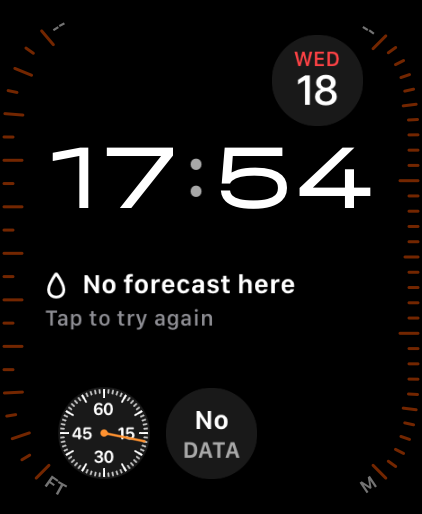 --
--
WED
18
17:54
No forecast here
Tap to try again
60
45
15
30
No
DATA
FT
M